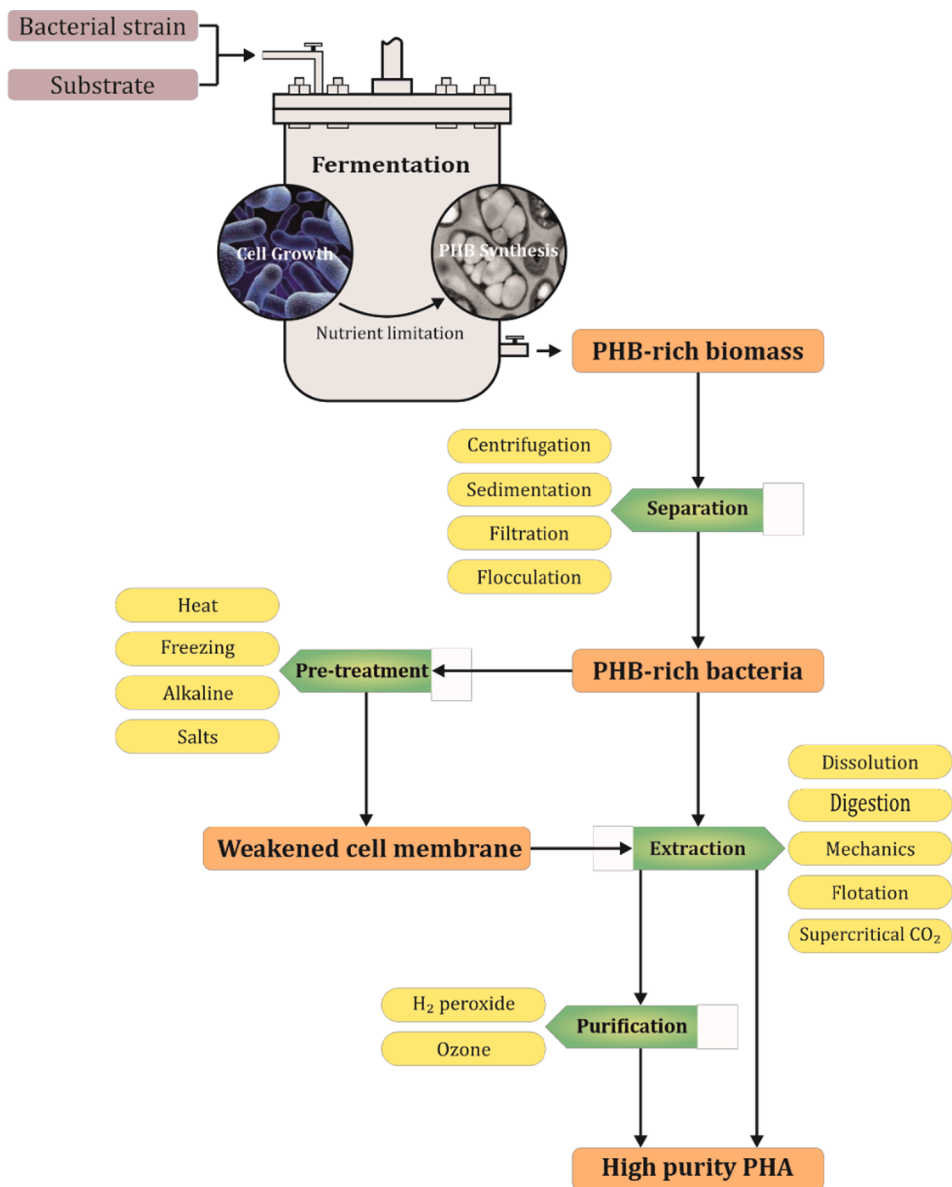 Bacterial strain
Substrate
Fermentation
Cell Growth
PHB Synthesis
Nutrient limitation
PHB-rich biomass
Centrifugation
Sedimentation
Filtration
Flocculation
Separation
Heat
Freezing
Alkaline
Salts
Pre-treatment
PHB-rich bacteria
Dissolution
Digestion
Mechanics
Flotation
Supercritical CO₂
Weakened cell membrane
Extraction
H₂ peroxide
Ozone
Purification
High purity PHA